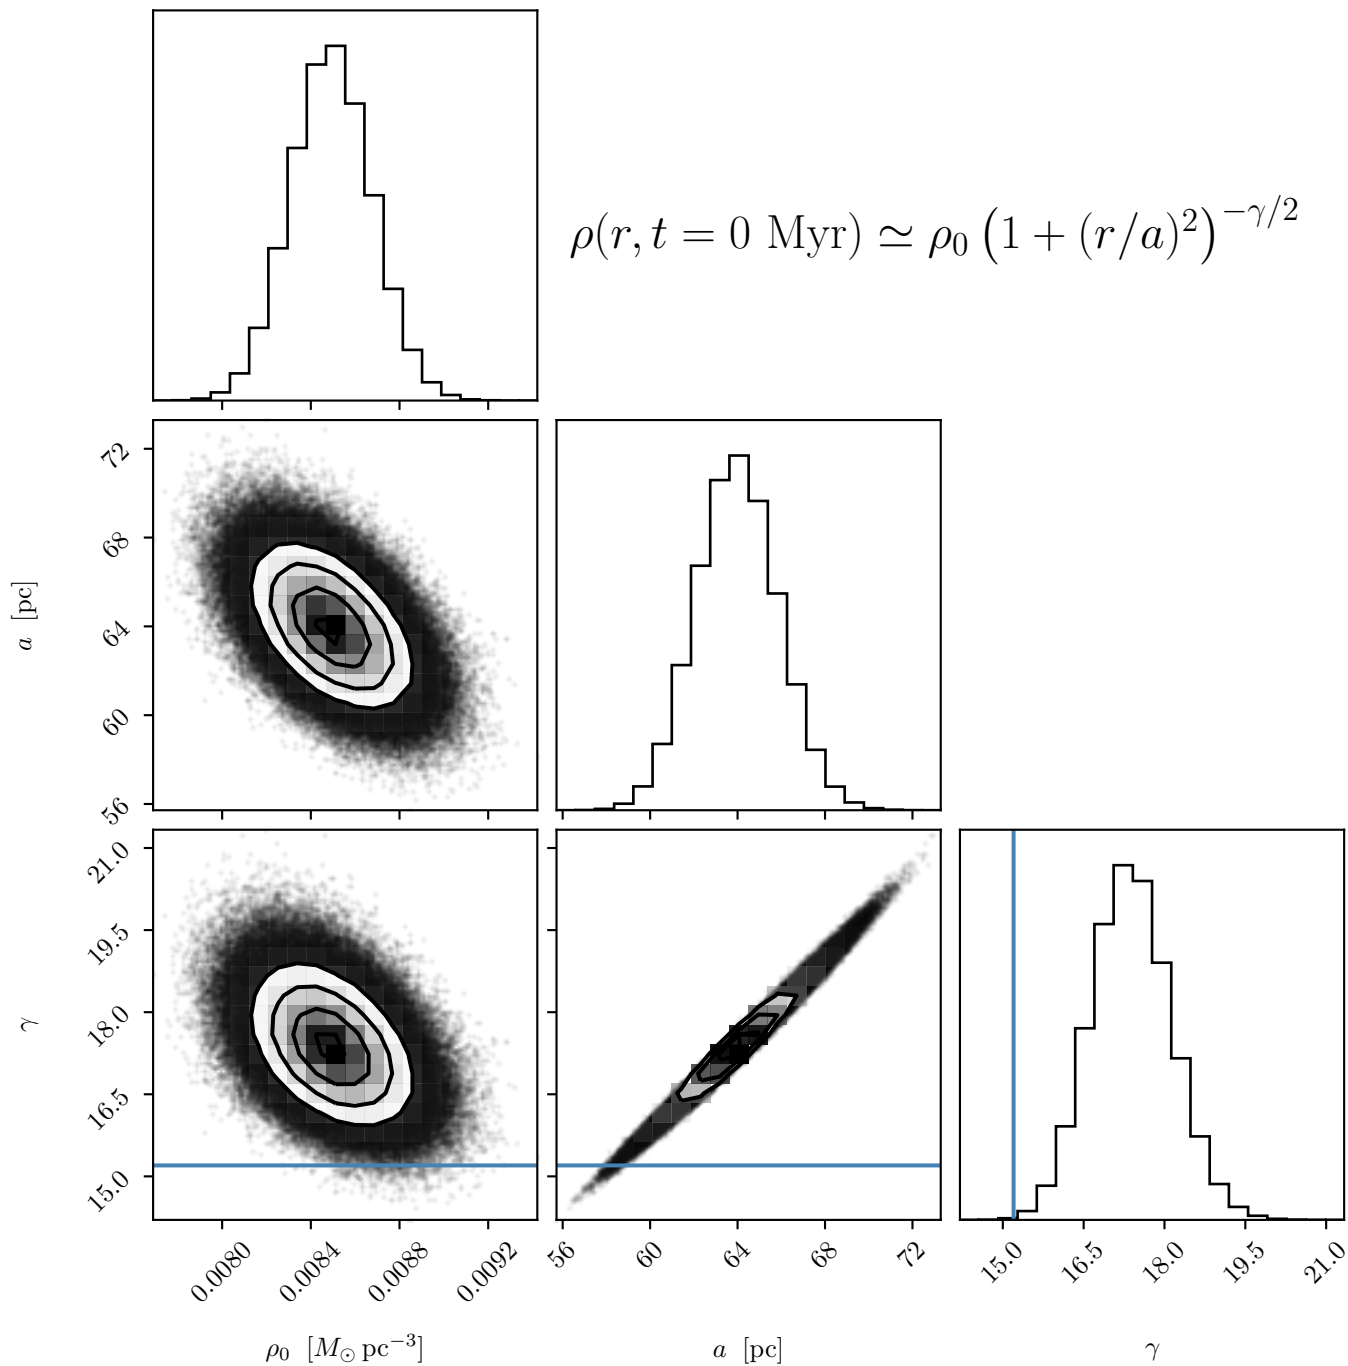 ρ(r, t = 0 Myr) ≃ ρ₀ (1 + (r/a)²)^{−γ/2}
72
68
64
60
56
a [pc]
21.0
19.5
18.0
16.5
15.0
γ
0.0080 0.0084 0.0088 0.0092
56 60 64 68 72
15.0 16.5 18.0 19.5 21.0
ρ₀ [M☉ pc⁻³]
a [pc]
γ